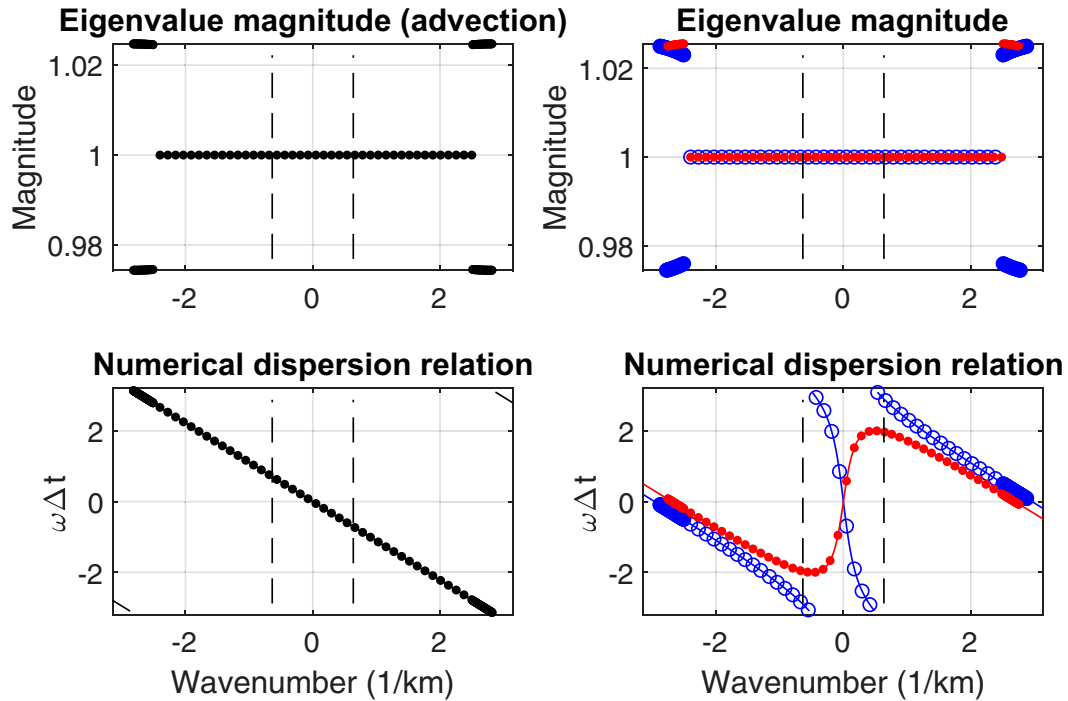 Eigenvalue magnitude (advection)
Magnitude
1.02
1
0.98
-2
0
2
Eigenvalue magnitude
Magnitude
1.02
1
0.98
-2
0
2
Numerical dispersion relation
ωΔt
2
0
-2
-2
0
2
Wavenumber (1/km)
Numerical dispersion relation
ωΔt
2
0
-2
-2
0
2
Wavenumber (1/km)